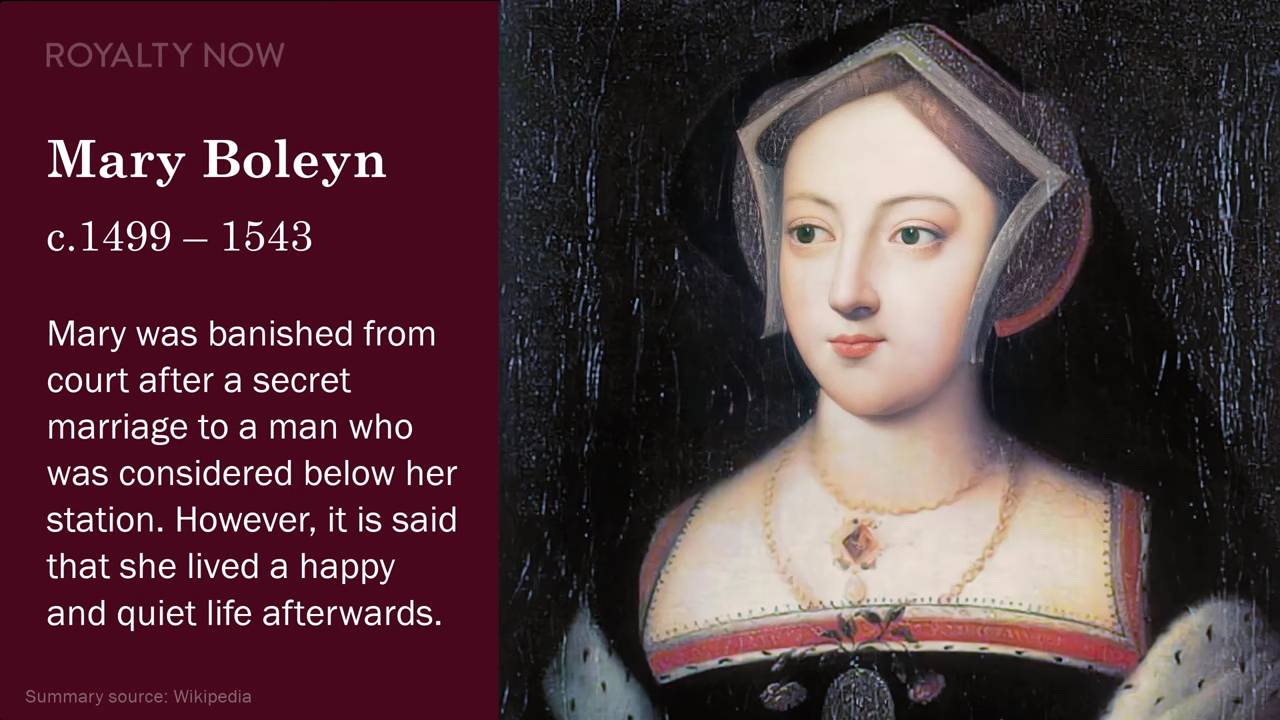 ROYALTY NOW
Mary Boleyn
c.1499 – 1543
Mary was banished from
court after a secret
marriage to a man who
was considered below her
station. However, it is said
that she lived a happy
and quiet life afterwards.
Summary source: Wikipedia